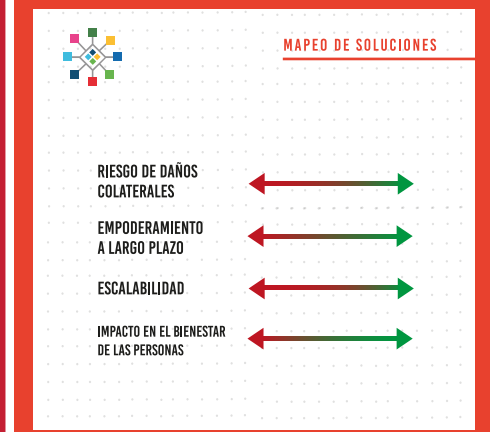 MAPEO DE SOLUCIONES
RIESGO DE DAÑOS
COLATERALES
EMPODERAMIENTO
A LARGO PLAZO
ESCALABILIDAD
IMPACTO EN EL BIENESTAR
DE LAS PERSONAS